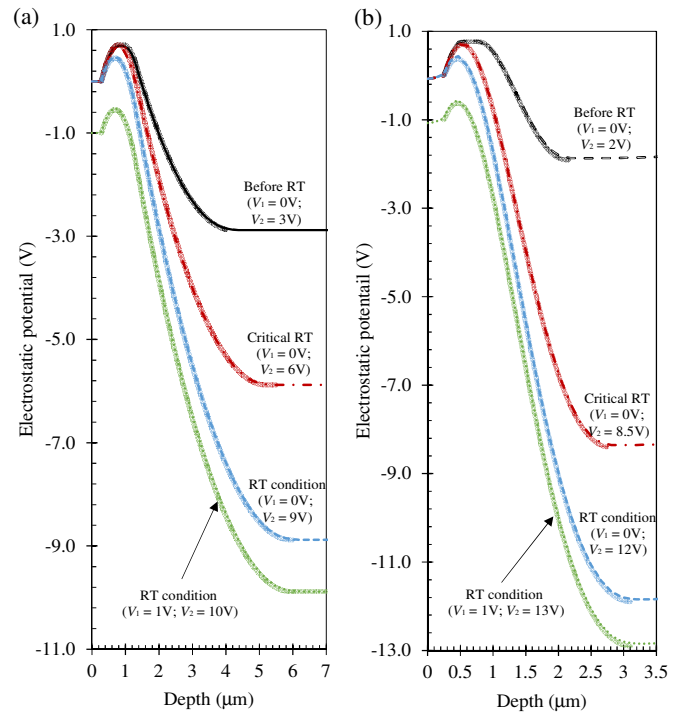 (a)
Electrostatic potential (V)
1.0
-1.0
-3.0
-5.0
-7.0
-9.0
-11.0
Before RT
(V₁ = 0V;
V₂ = 3V)
Critical RT
(V₁ = 0V;
V₂ = 6V)
RT condition
(V₁ = 0V;
V₂ = 9V)
RT condition
(V₁ = 1V; V₂ = 10V)
0 1 2 3 4 5 6 7
Depth (μm)
(b)
Electrostatic potentail (V)
1.0
-1.0
-3.0
-5.0
-7.0
-9.0
-11.0
-13.0
Before RT
(V₁ = 0V;
V₂ = 2V)
Critical RT
(V₁ = 0V;
V₂ = 8.5V)
RT condition
(V₁ = 0V;
V₂ = 12V)
RT condition
(V₁ = 1V; V₂ = 13V)
0 0.5 1 1.5 2 2.5 3 3.5
Depth (μm)